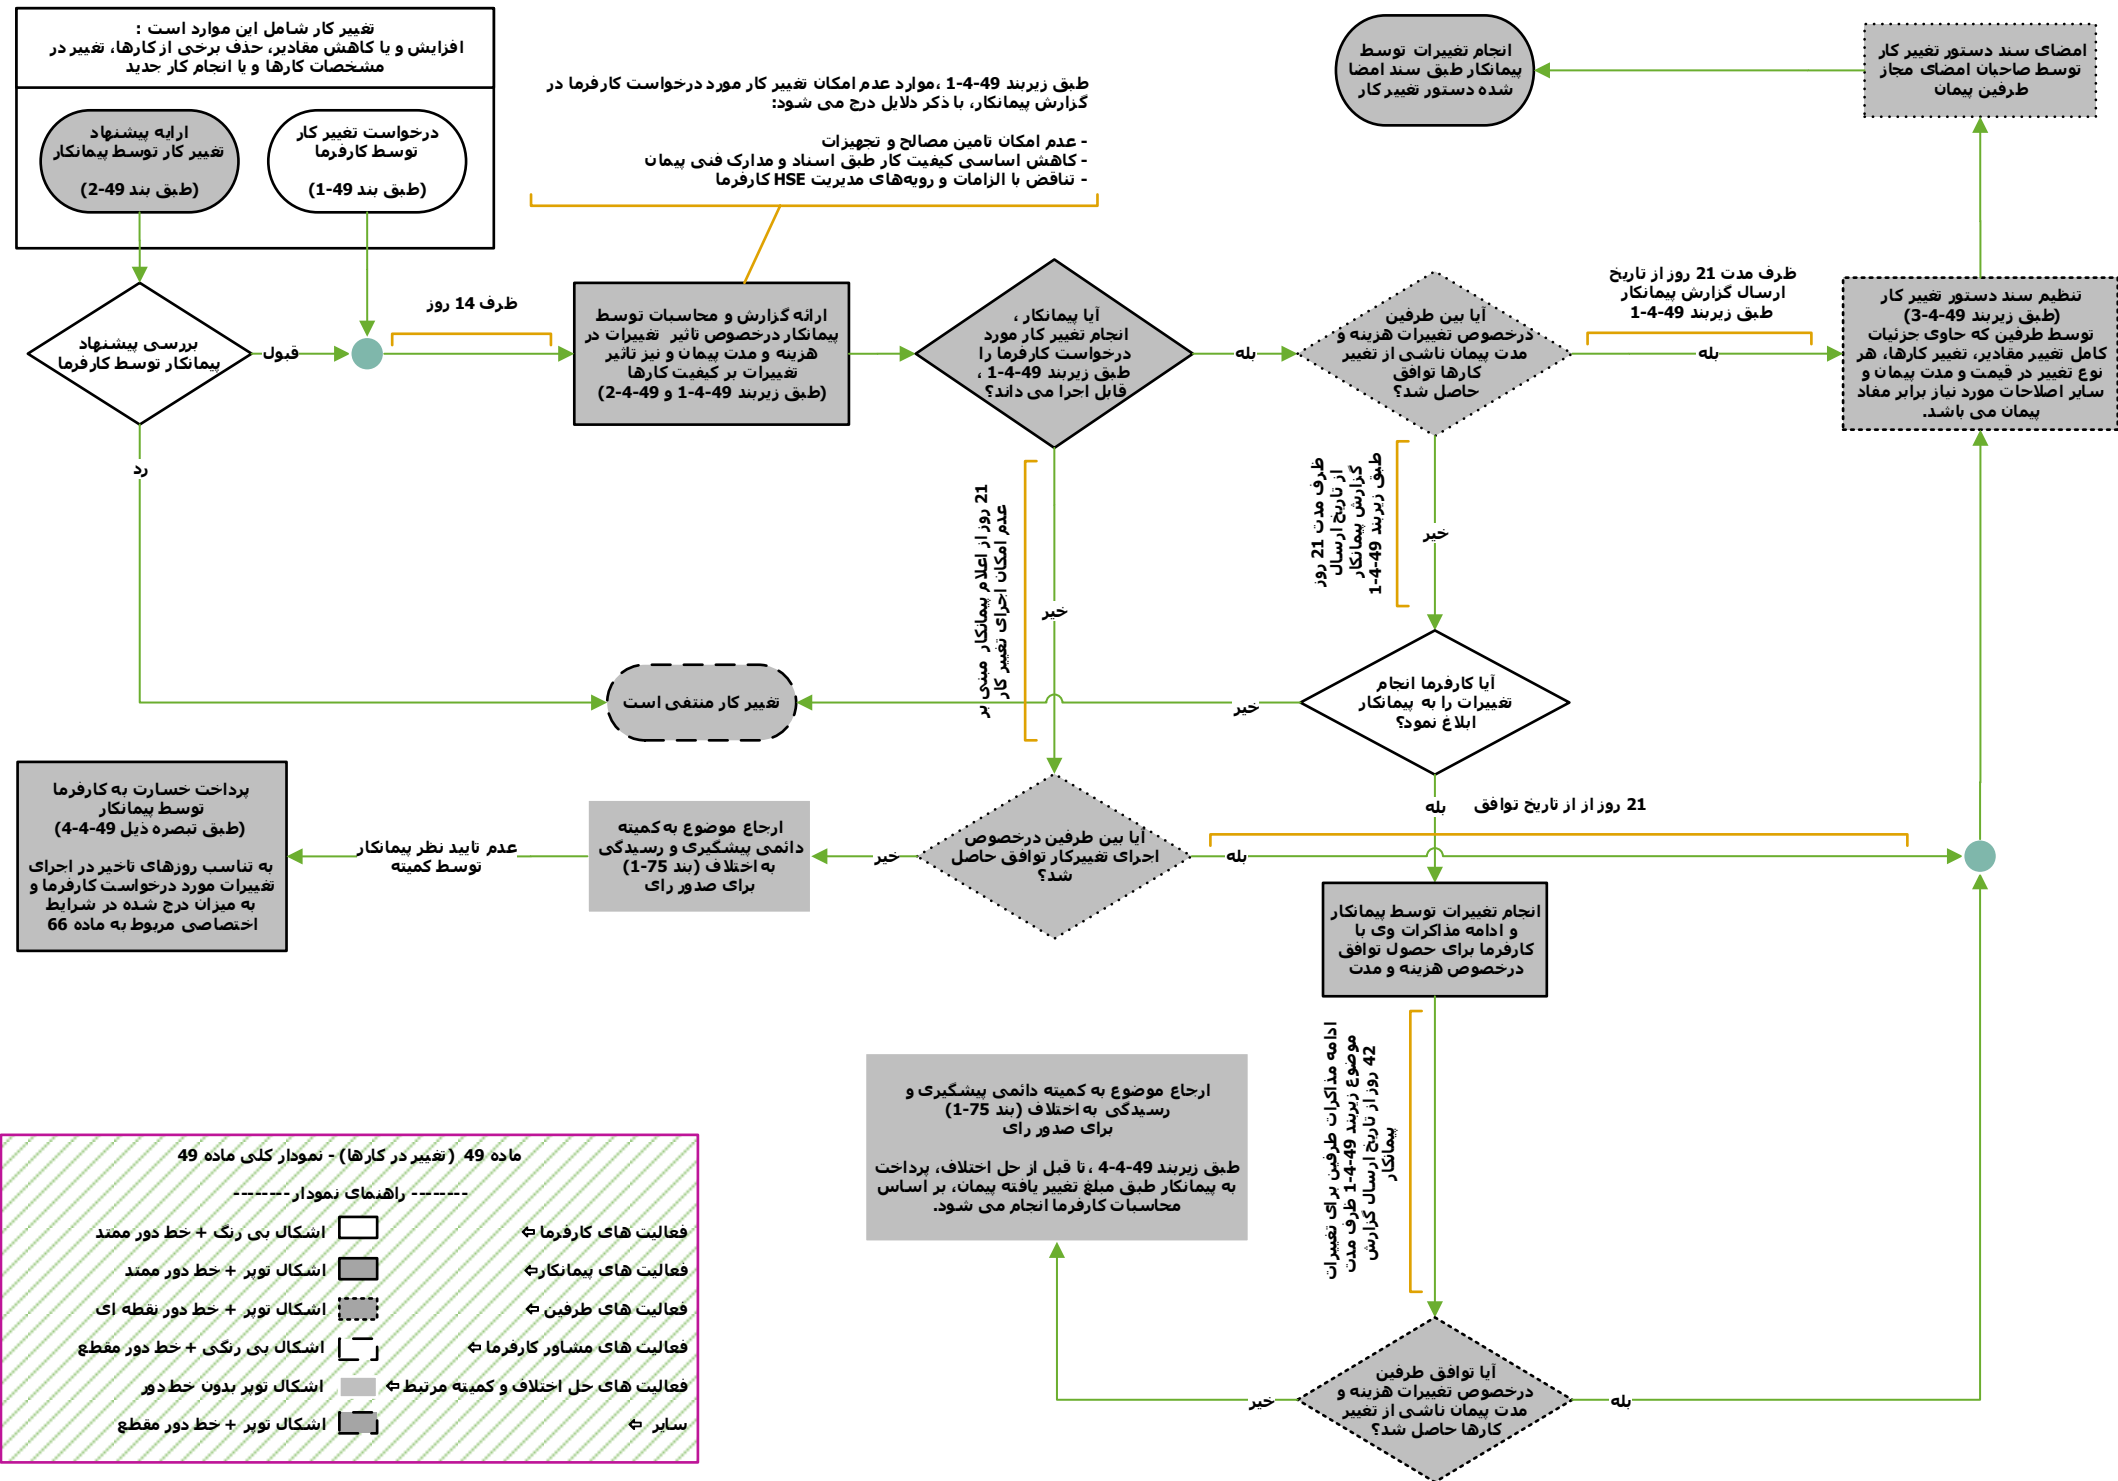 تغییر کار شامل این موارد است :
افزایش و یا کاهش مقادیر، حذف برخی از کارها، تغییر در
مشخصات کارها و یا انجام کار جدید
ارایه پیشنهاد
تغییر کار توسط پیمانکار
(طبق بند 49-2)
درخواست تغییر کار
توسط کارفرما
(طبق بند 49-1)
طبق زیربند 49-4-1 ،موارد عدم امکان تغییر کار مورد درخواست کارفرما در
گزارش پیمانکار، با ذکر دلایل درج می شود:
- عدم امکان تامین مصالح و تجهیزات
- کاهش اساسی کیفیت کار طبق اسناد و مدارک فنی پیمان
- تناقض با الزامات و رویه‌های مدیریت HSE کارفرما
انجام تغییرات توسط
پیمانکار طبق سند امضا
شده دستور تغییر کار
امضای سند دستور تغییر کار
توسط صاحبان امضای مجاز
طرفین پیمان
بررسی پیشنهاد
پیمانکار توسط کارفرما
قبول
رد
ظرف 14 روز
ارائه گزارش و محاسبات توسط
پیمانکار درخصوص تاثیر تغییرات در
هزینه و مدت پیمان و نیز تاثیر
تغییرات بر کیفیت کارها
(طبق زیربند 49-4-1 و 49-4-2)
آیا پیمانکار ،
انجام تغییر کار مورد
درخواست کارفرما را
طبق زیربند 49-4-1 ،
قابل اجرا می داند؟
بله
آیا بین طرفین
درخصوص تغییرات هزینه و
مدت پیمان ناشی از تغییر
کارها توافق
حاصل شد؟
ظرف مدت 21 روز از تاریخ
ارسال گزارش پیمانکار
طبق زیربند 49-4-1
بله
تنظیم سند دستور تغییر کار
(طبق زیربند 49-4-3)
توسط طرفین که حاوی جزئیات
کامل تغییر مقادیر، تغییر کارها، هر
نوع تغییر در قیمت و مدت پیمان و
سایر اصلاحات مورد نیاز برابر مفاد
پیمان می باشد.
ظرف مدت 21 روز
از تاریخ ارسال
گزارش پیمانکار
طبق زیربند 49-4-1
خیر
21 روز از اعلام پیمانکار مبنی بر
عدم امکان اجرای تغییر کار
خیر
تغییر کار منتفی است
خیر
آیا کارفرما انجام
تغییرات را به پیمانکار
ابلاغ نمود؟
بله
21 روز از از تاریخ توافق
پرداخت خسارت به کارفرما
توسط پیمانکار
(طبق تبصره ذیل 49-4-4)
به تناسب روزهای تاخیر در اجرای
تغییرات مورد درخواست کارفرما و
به میزان درج شده در شرایط
اختصاصی مربوط به ماده 66
عدم تایید نظر پیمانکار
توسط کمیته
ارجاع موضوع به کمیته
دائمی پیشگیری و رسیدگی
به اختلاف (بند 75-1)
برای صدور رای
خیر
آیا بین طرفین درخصوص
اجرای تغییرکار توافق حاصل
شد؟
بله
انجام تغییرات توسط پیمانکار
و ادامه مذاکرات وی با
کارفرما برای حصول توافق
درخصوص هزینه و مدت
ادامه مذاکرات طرفین برای تغییرات
موضوع زیربند 49-4-1 ظرف مدت
42 روز از تاریخ ارسال گزارش
پیمانکار
ارجاع موضوع به کمیته دائمی پیشگیری و
رسیدگی به اختلاف (بند 75-1)
برای صدور رای
طبق زیربند 49-4-4 ،تا قبل از حل اختلاف، پرداخت
به پیمانکار طبق مبلغ تغییر یافته پیمان، بر اساس
محاسبات کارفرما انجام می شود.
خیر
آیا توافق طرفین
درخصوص تغییرات هزینه و
مدت پیمان ناشی از تغییر
کارها حاصل شد؟
بله
ماده 49 (تغییر در کارها) - نمودار کلی ماده 49
-------- راهنمای نمودار --------
فعالیت های کارفرما ⇦ اشکال بی رنگ + خط دور ممتد
فعالیت های پیمانکار⇦ اشکال توپر + خط دور ممتد
فعالیت های طرفین ⇦ اشکال توپر + خط دور نقطه ای
فعالیت های مشاور کارفرما ⇦ اشکال بی رنگی + خط دور مقطع
فعالیت های حل اختلاف و کمیته مرتبط ⇦ اشکال توپر بدون خط دور
سایر ⇦ اشکال توپر + خط دور مقطع